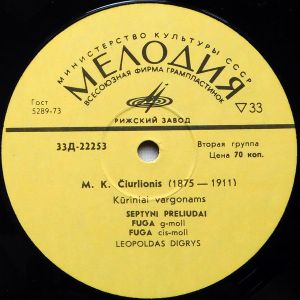 МИНИСТЕРСТВО КУЛЬТУРЫ СССР
МЕЛОДИЯ
ВСЕСОЮЗНАЯ ФИРМА ГРАМПЛАСТИНОК
Гост
5289-73
▽33
РИЖСКИЙ ЗАВОД
33Д-22253
Вторая группа
Цена 70 коп.
M. K. Čiurlionis (1875 — 1911)
Kūriniai vargonams
SEPTYNI PRELIUDAI
FUGA g-moll
FUGA cis-moll
LEOPOLDAS DIGRYS